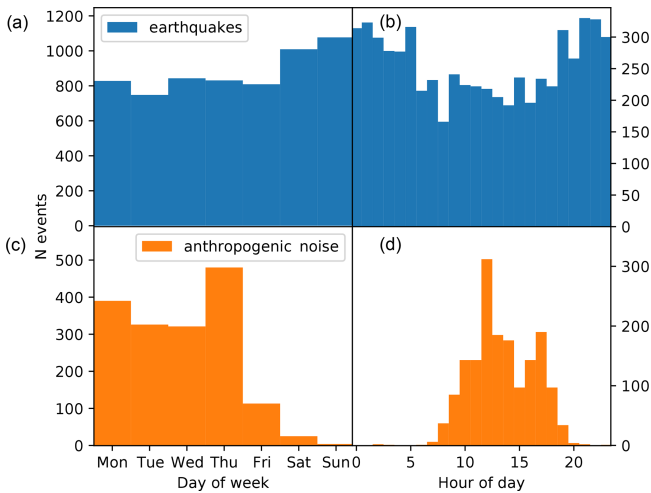 (a)
earthquakes
(b)
1200
1000
800
600
400
200
0
300
250
200
150
100
50
0
N events
(c)
anthropogenic noise
(d)
500
400
300
200
100
0
300
200
100
0
Mon Tue Wed Thu Fri Sat Sun
0 5 10 15 20
Day of week
Hour of day